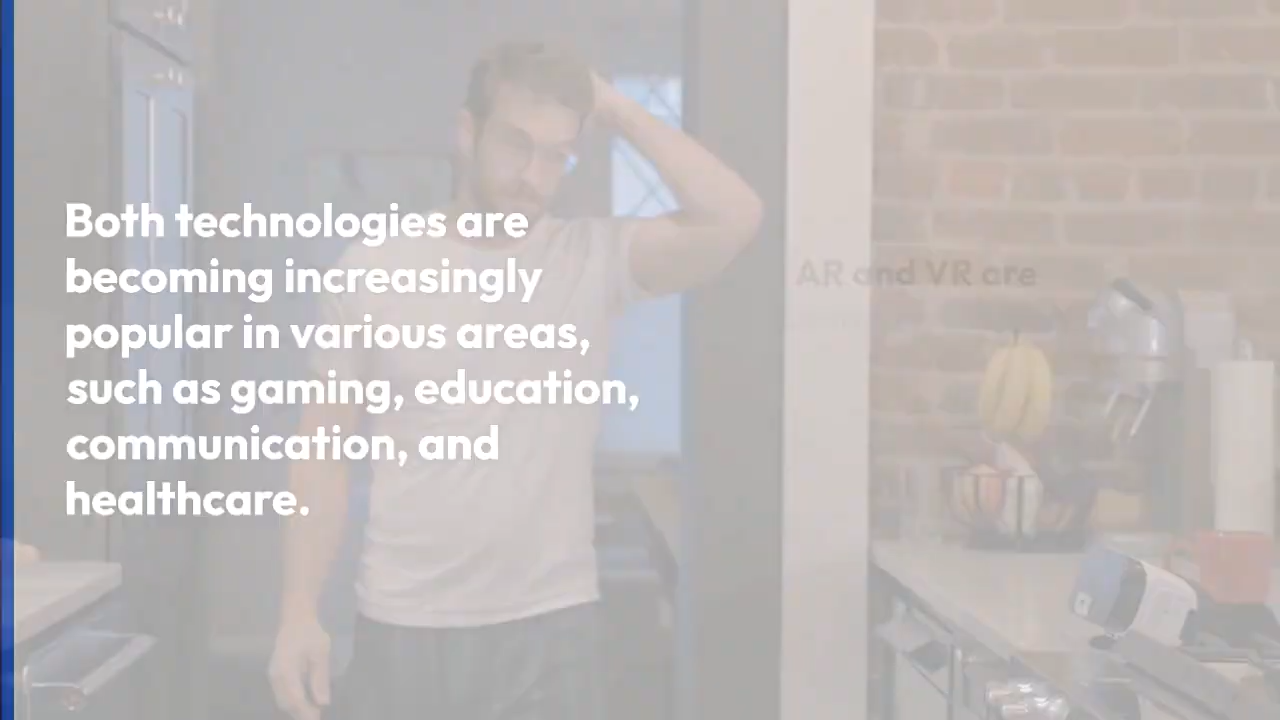 Both technologies are
becoming increasingly
popular in various areas,
such as gaming, education,
communication, and
healthcare.
AR and VR are